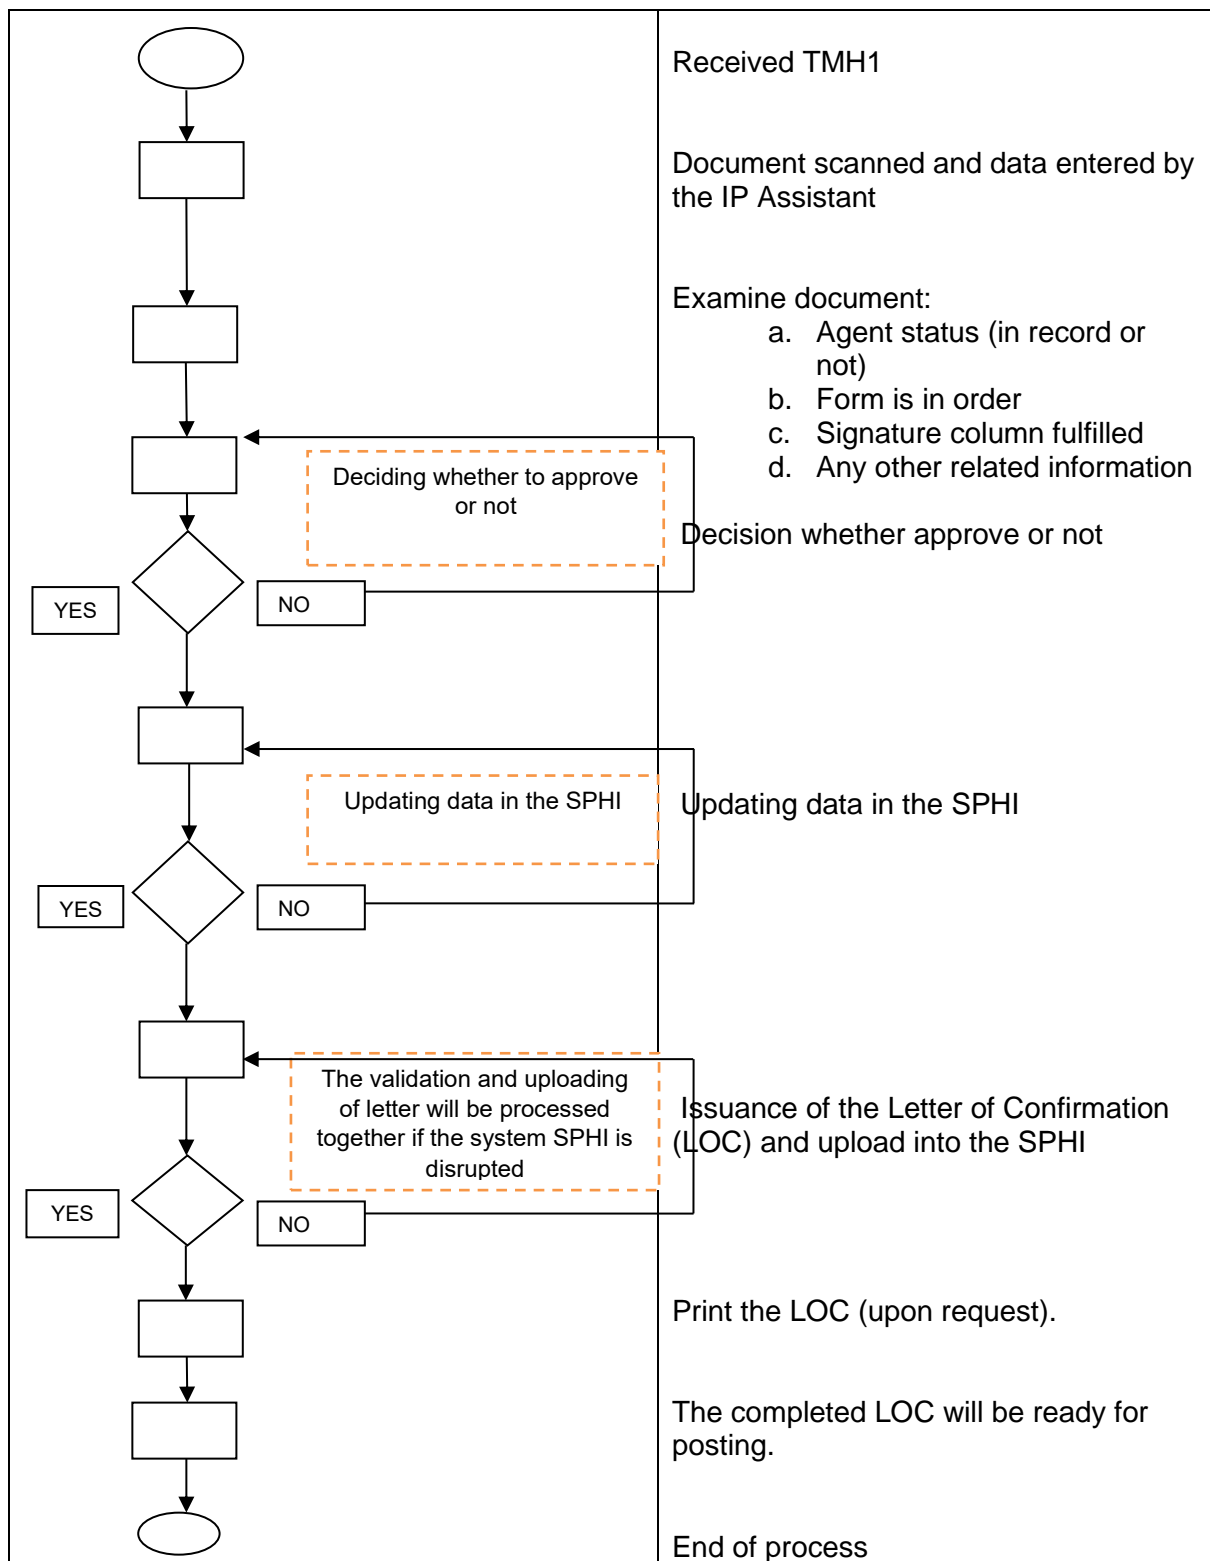 Received TMH1
Document scanned and data entered by
the IP Assistant
Examine document:
a. Agent status (in record or
not)
b. Form is in order
c. Signature column fulfilled
d. Any other related information
Deciding whether to approve
or not
Decision whether approve or not
YES
NO
Updating data in the SPHI
Updating data in the SPHI
YES
NO
The validation and uploading
of letter will be processed
together if the system SPHI is
disrupted
Issuance of the Letter of Confirmation
(LOC) and upload into the SPHI
YES
NO
Print the LOC (upon request).
The completed LOC will be ready for
posting.
End of process